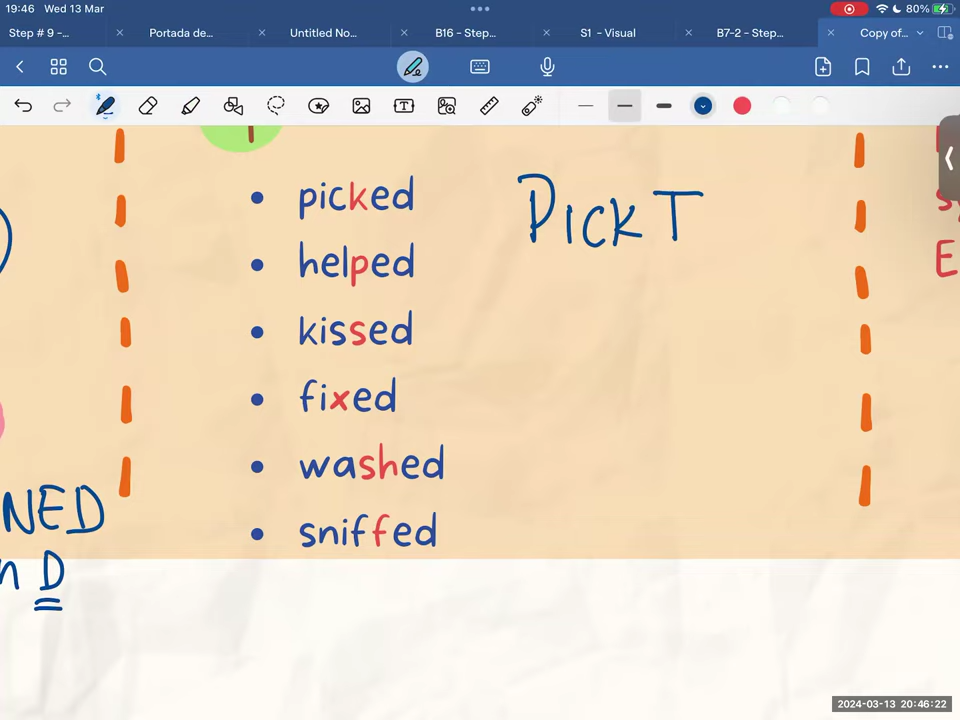 19:46 Wed 13 Mar
80%
Step # 9 -... Portada de... Untitled No... B16 - Step... S1 - Visual B7-2 - Step... Copy of...
picked PICKT
helped
kissed
fixed
washed
sniffed
NED
D
E
2024-03-13 20:46:22